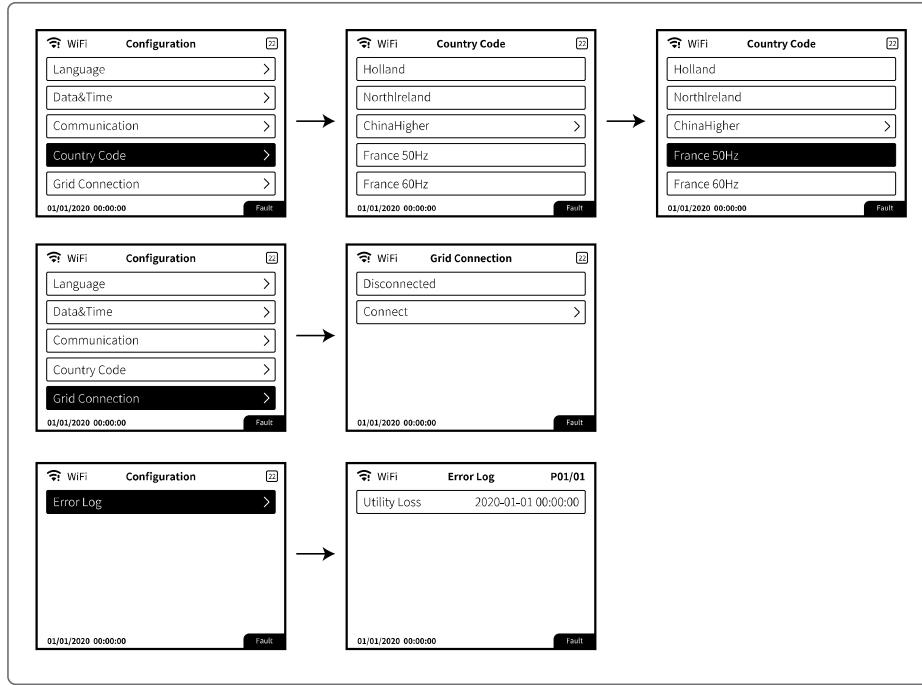 WiFi Configuration 22
Language >
Data&Time >
Communication >
Country Code >
Grid Connection >
01/01/2020 00:00:00 Fault
WiFi Country Code 22
Holland
NorthIreland
ChinaHigher >
France 50Hz
France 60Hz
01/01/2020 00:00:00 Fault
WiFi Country Code 22
Holland
NorthIreland
ChinaHigher >
France 50Hz
France 60Hz
01/01/2020 00:00:00 Fault
WiFi Configuration 22
Language >
Data&Time >
Communication >
Country Code >
Grid Connection >
01/01/2020 00:00:00 Fault
WiFi Grid Connection 22
Disconnected
Connect >
01/01/2020 00:00:00 Fault
WiFi Configuration 22
Error Log >
01/01/2020 00:00:00 Fault
WiFi Error Log P01/01
Utility Loss 2020-01-01 00:00:00
01/01/2020 00:00:00 Fault